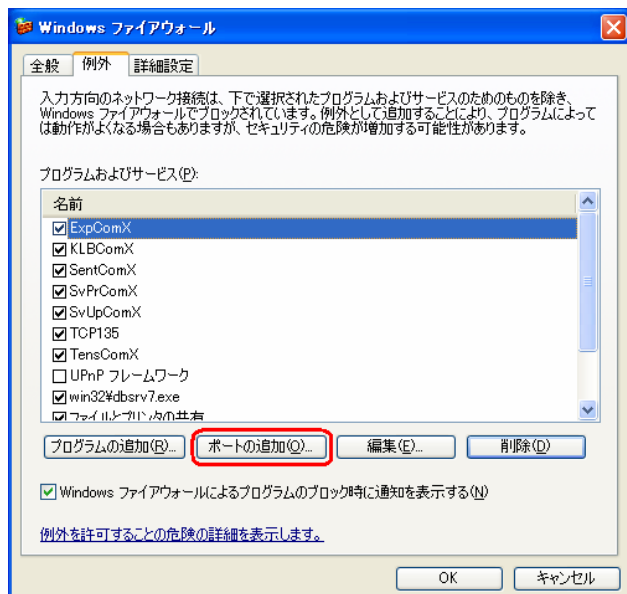 Windows ファイアウォール
全般 例外 詳細設定
入力方向のネットワーク接続は、下で選択されたプログラムおよびサービスのためのものを除き、
Windows ファイアウォールでブロックされています。例外として追加することにより、プログラムによって
は動作がよくなる場合もありますが、セキュリティの危険が増加する可能性があります。
プログラムおよびサービス(P):
名前
ExpComX
KLBComX
SentComX
SvPrComX
SvUpComX
TCP135
TensComX
UPnP フレームワーク
win32¥dbsrv7.exe
ファイルとプリンタの共有
プログラムの追加(R)... ポートの追加(O)... 編集(E)... 削除(D)
Windows ファイアウォールによるプログラムのブロック時に通知を表示する(N)
例外を許可することの危険の詳細を表示します。
OK キャンセル